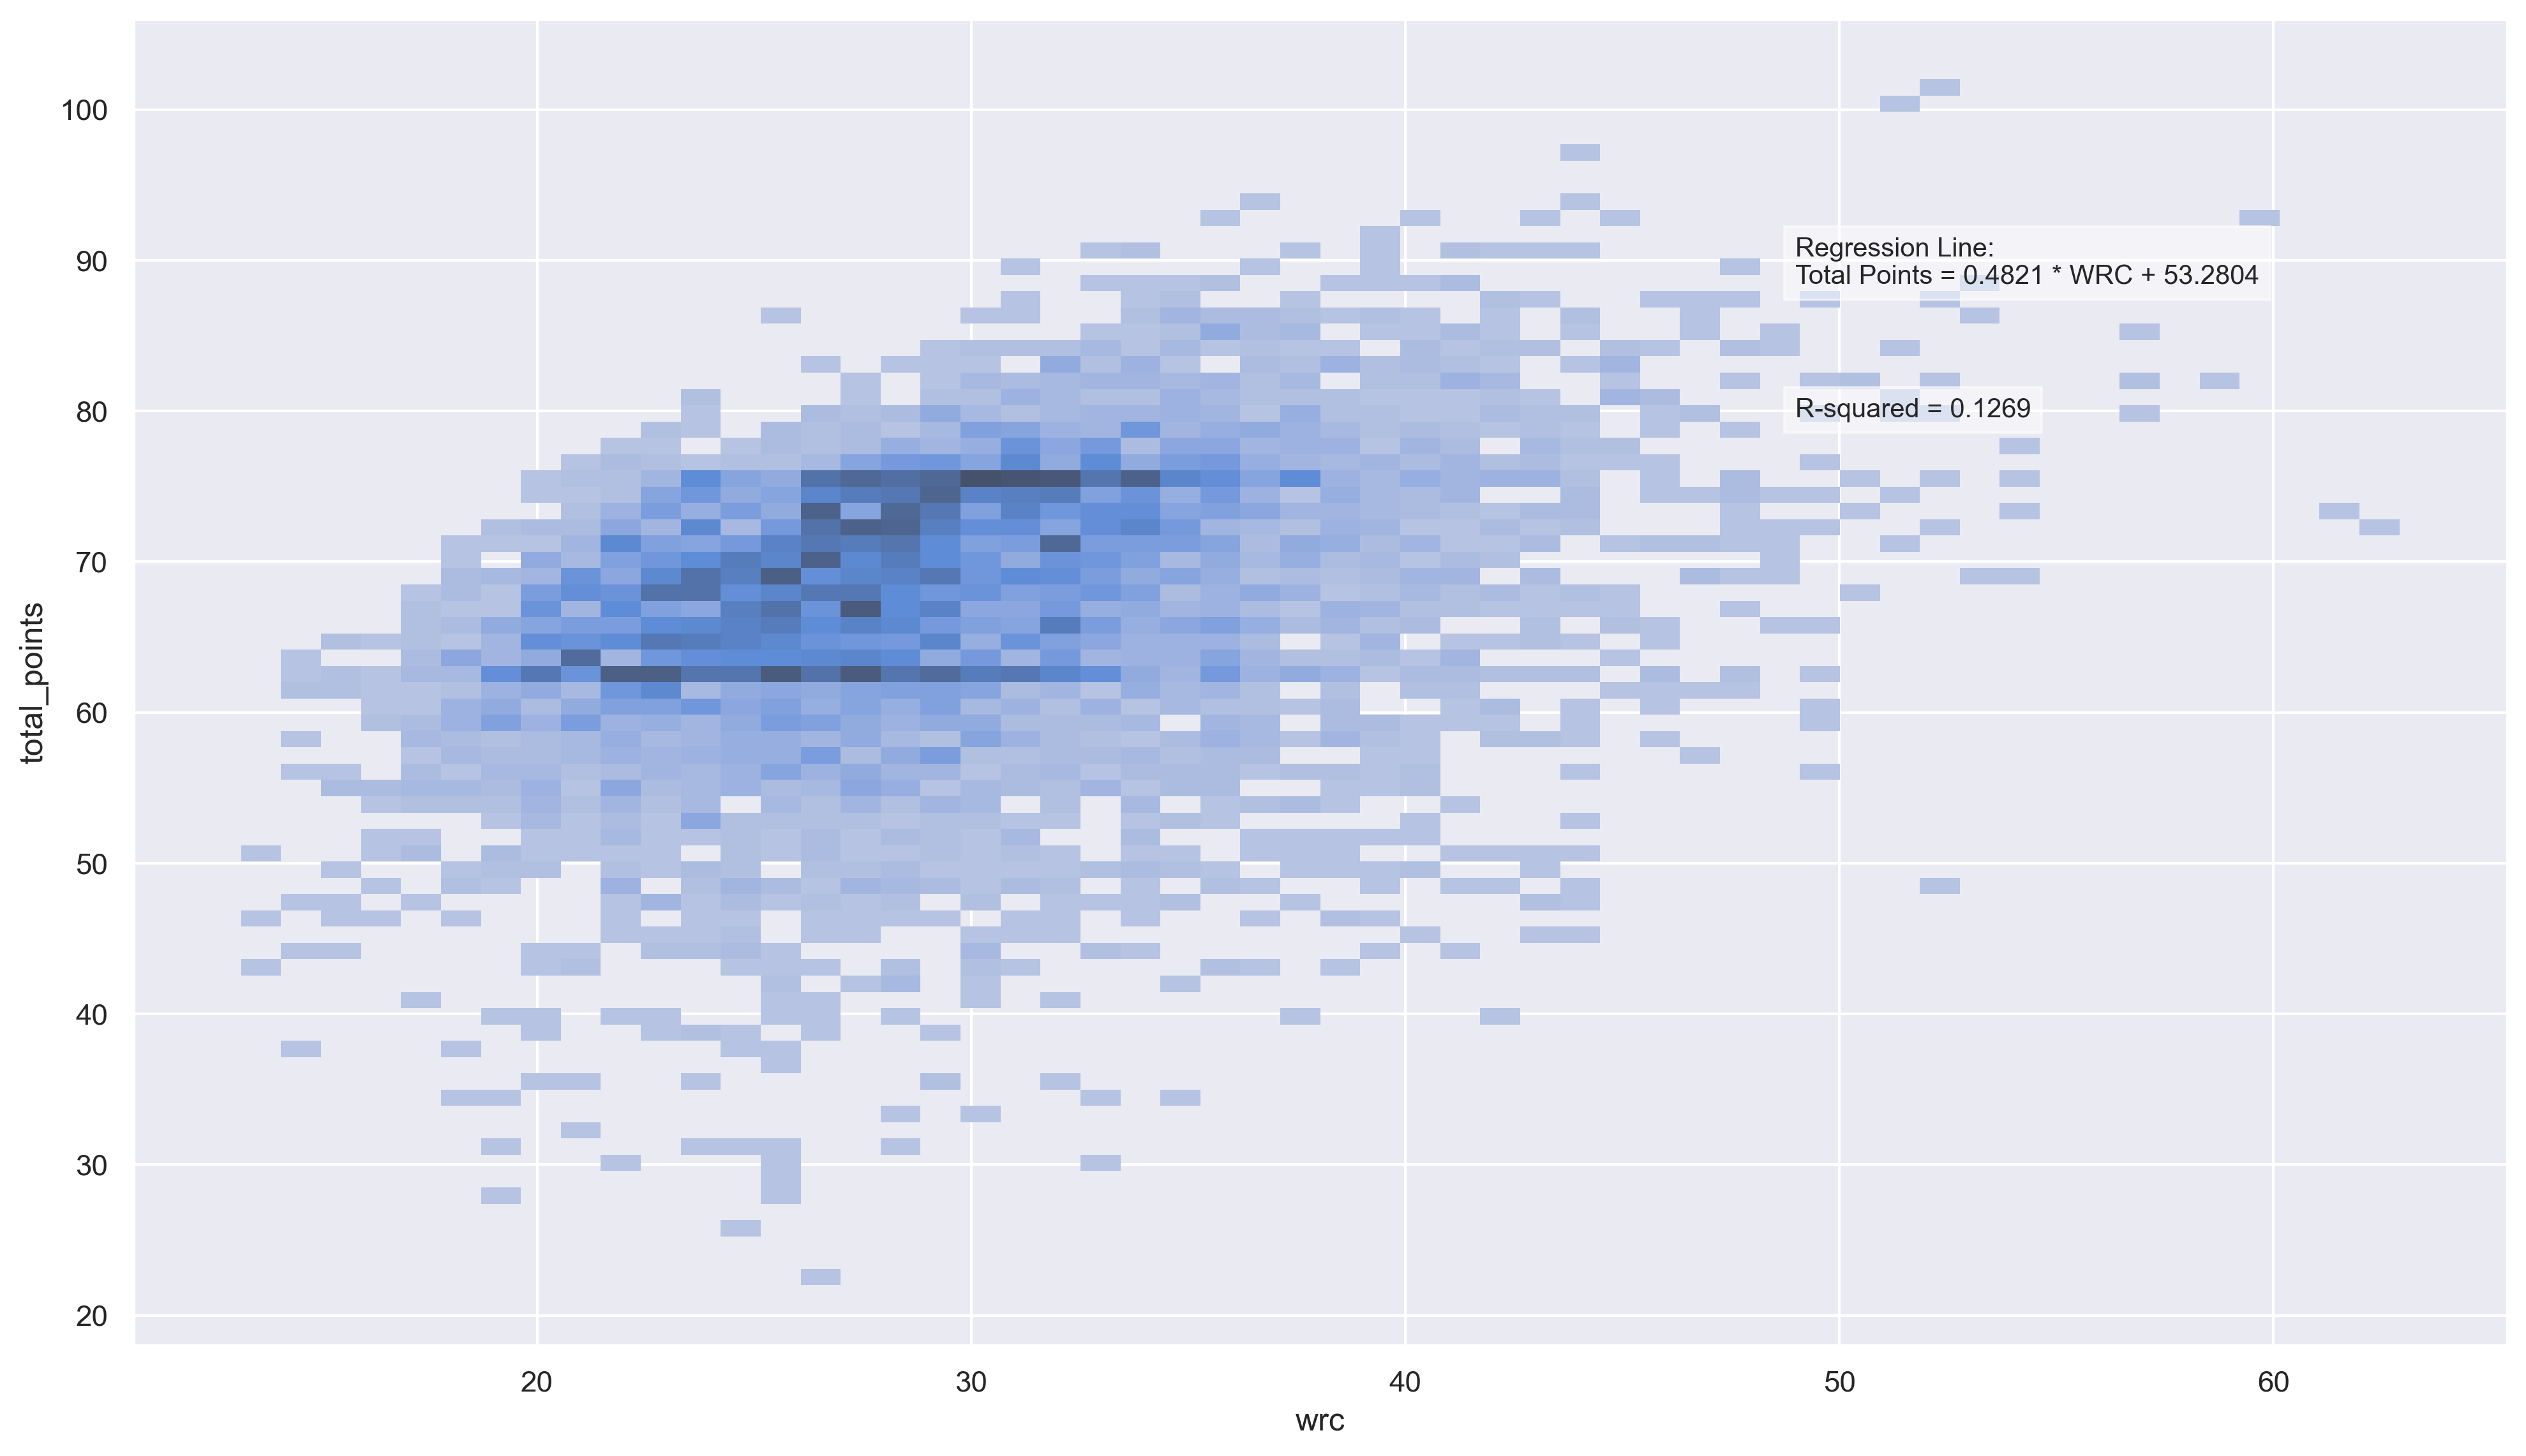 100
90
80
70
60
50
40
30
20
total_points
Regression Line:
Total Points = 0.4821 * WRC + 53.2804
R-squared = 0.1269
20
30
40
50
60
wrc